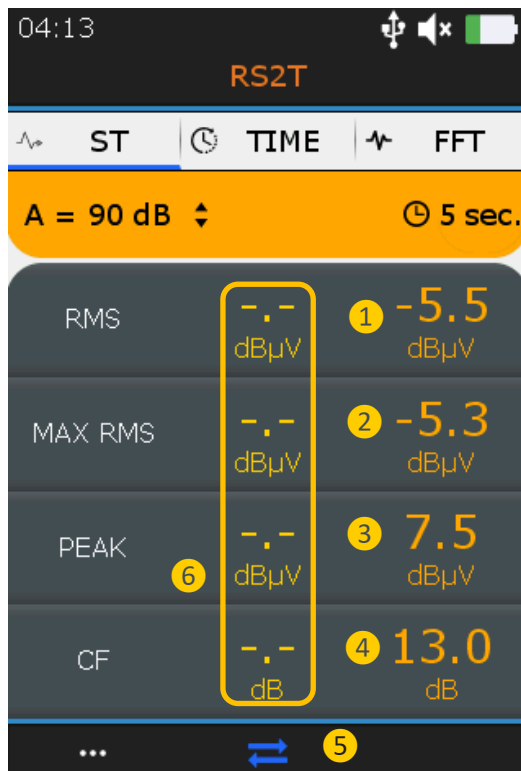 04:13
RS2T
ST TIME FFT
A = 90 dB 5 sec.
RMS -.- dBµV 1 -5.5 dBµV
MAX RMS -.- dBµV 2 -5.3 dBµV
PEAK -.- dBµV 3 7.5 dBµV
6
CF -.- dB 4 13.0 dB
... 5